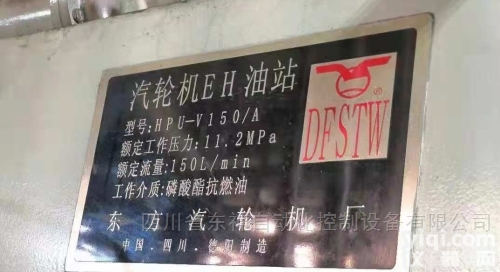 汽轮机EH油站
型号:HPU-V150/A
额定工作压力:11.2MPa
额定流量:150L/min
工作介质:磷酸酯抗燃油
DFSTW
东方汽轮机厂
中国.四川.德阳制造
yiqi.com